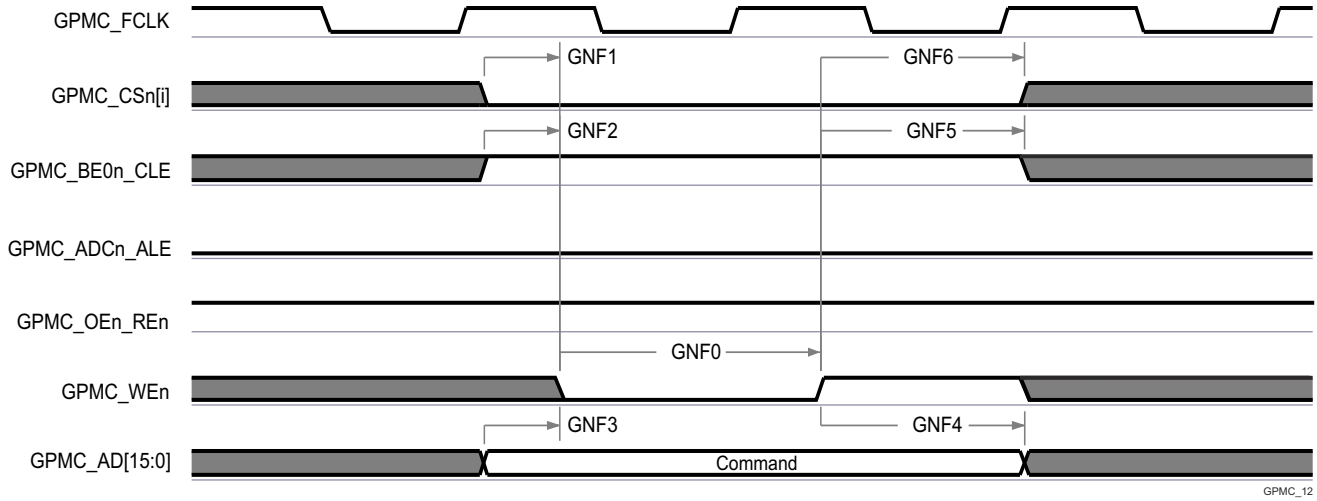 GPMC_FCLK
GNF1
GNF6
GPMC_CSn[i]
GNF2
GNF5
GPMC_BE0n_CLE
GPMC_ADCn_ALE
GPMC_OEn_REn
GNF0
GPMC_WEn
GNF3
GNF4
GPMC_AD[15:0]
Command
GPMC_12